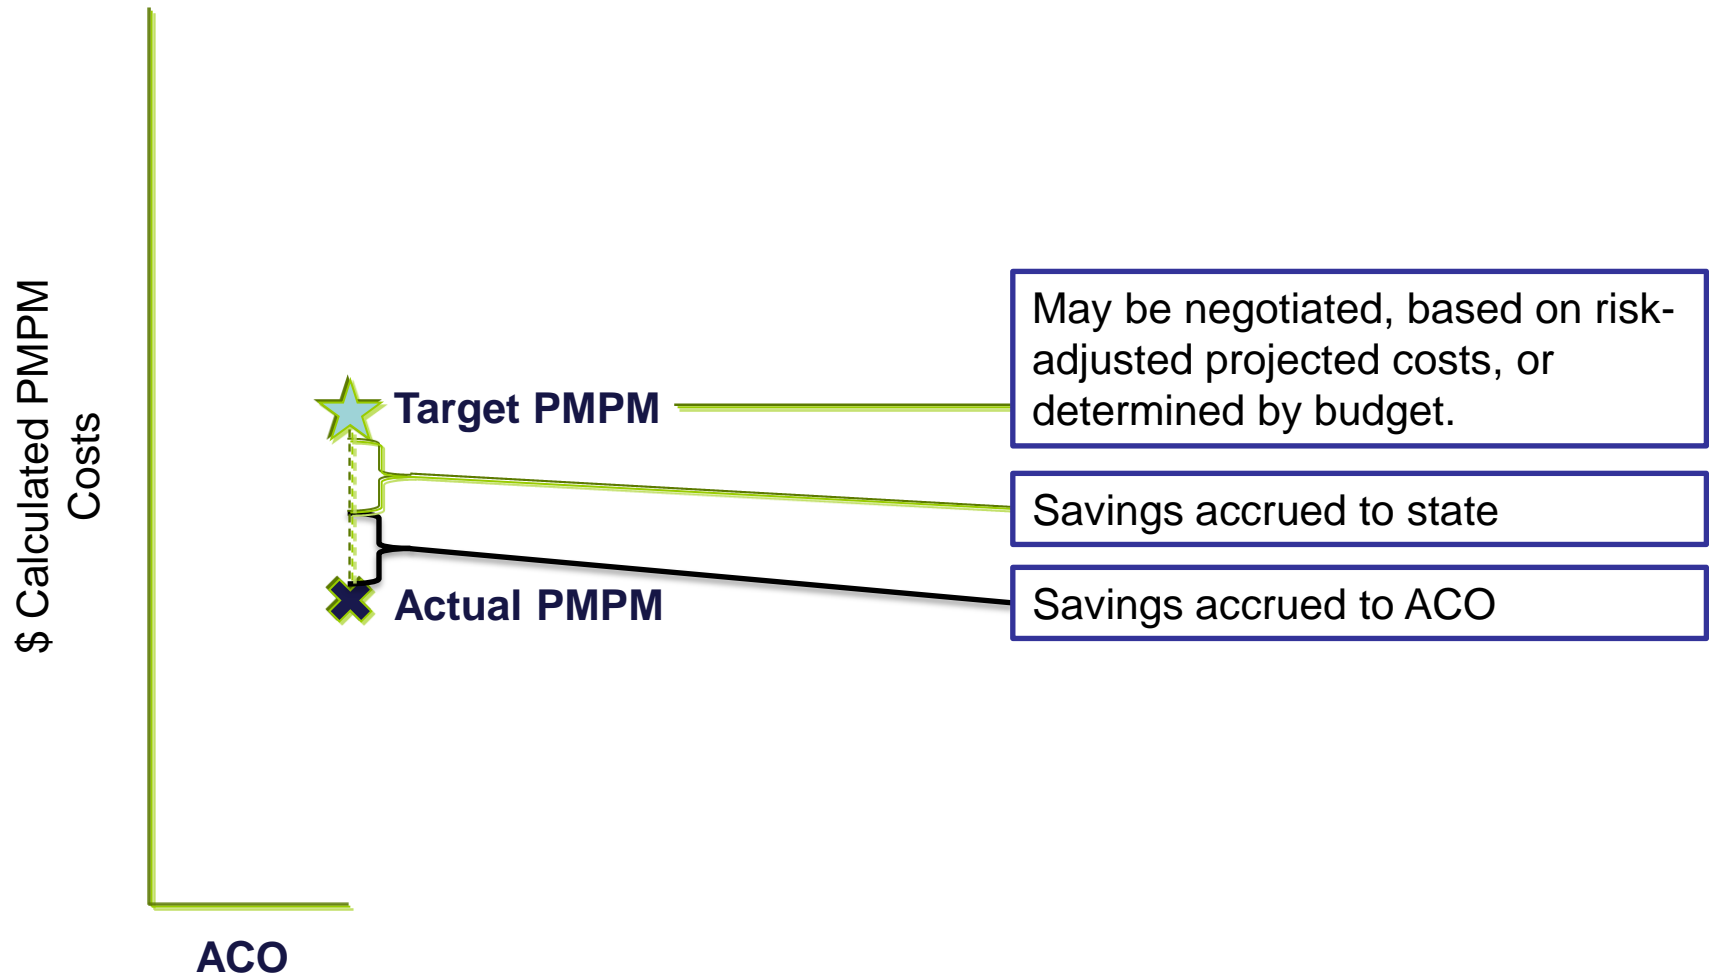 $ Calculated PMPM
Costs
May be negotiated, based on risk-
adjusted projected costs, or
determined by budget.
Target PMPM
Savings accrued to state
Savings accrued to ACO
Actual PMPM
ACO